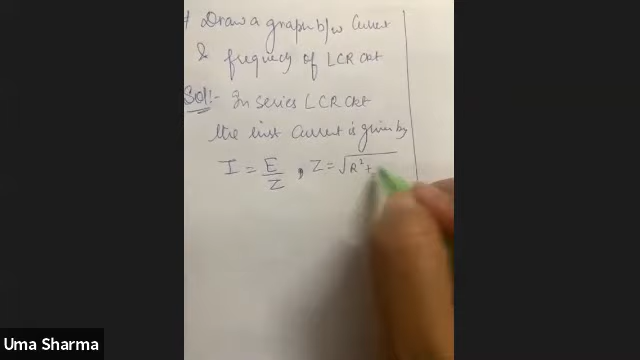 Draw a graph b/w Current
& frequency of LCR Ckt
Sol:- In series LCR Ckt
the inst Current is given by
I = E/Z , Z = √R²+
Uma Sharma